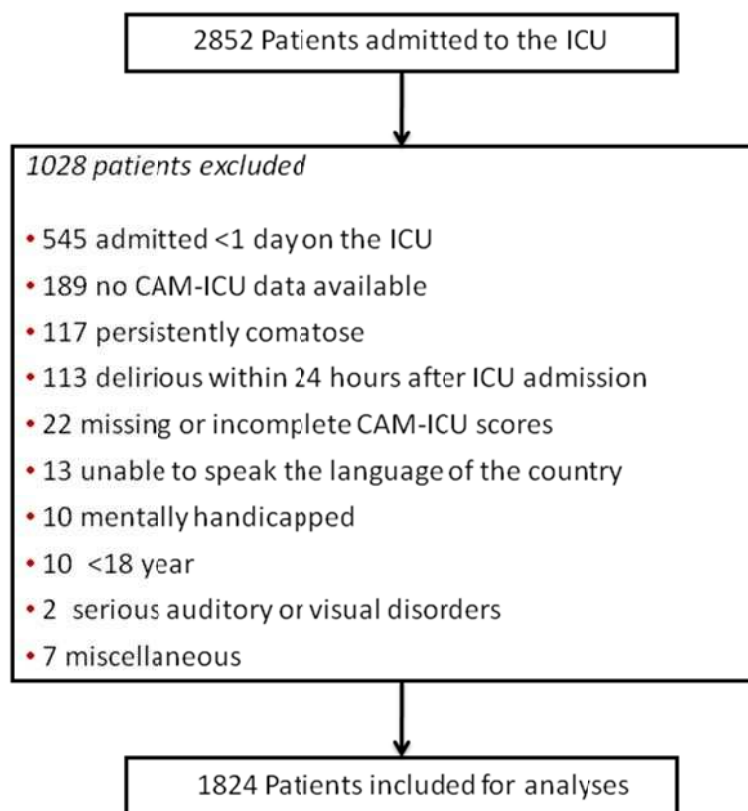 2852 Patients admitted to the ICU
1028 patients excluded
• 545 admitted <1 day on the ICU
• 189 no CAM-ICU data available
• 117 persistently comatose
• 113 delirious within 24 hours after ICU admission
• 22 missing or incomplete CAM-ICU scores
• 13 unable to speak the language of the country
• 10 mentally handicapped
• 10 <18 year
• 2 serious auditory or visual disorders
• 7 miscellaneous
1824 Patients included for analyses